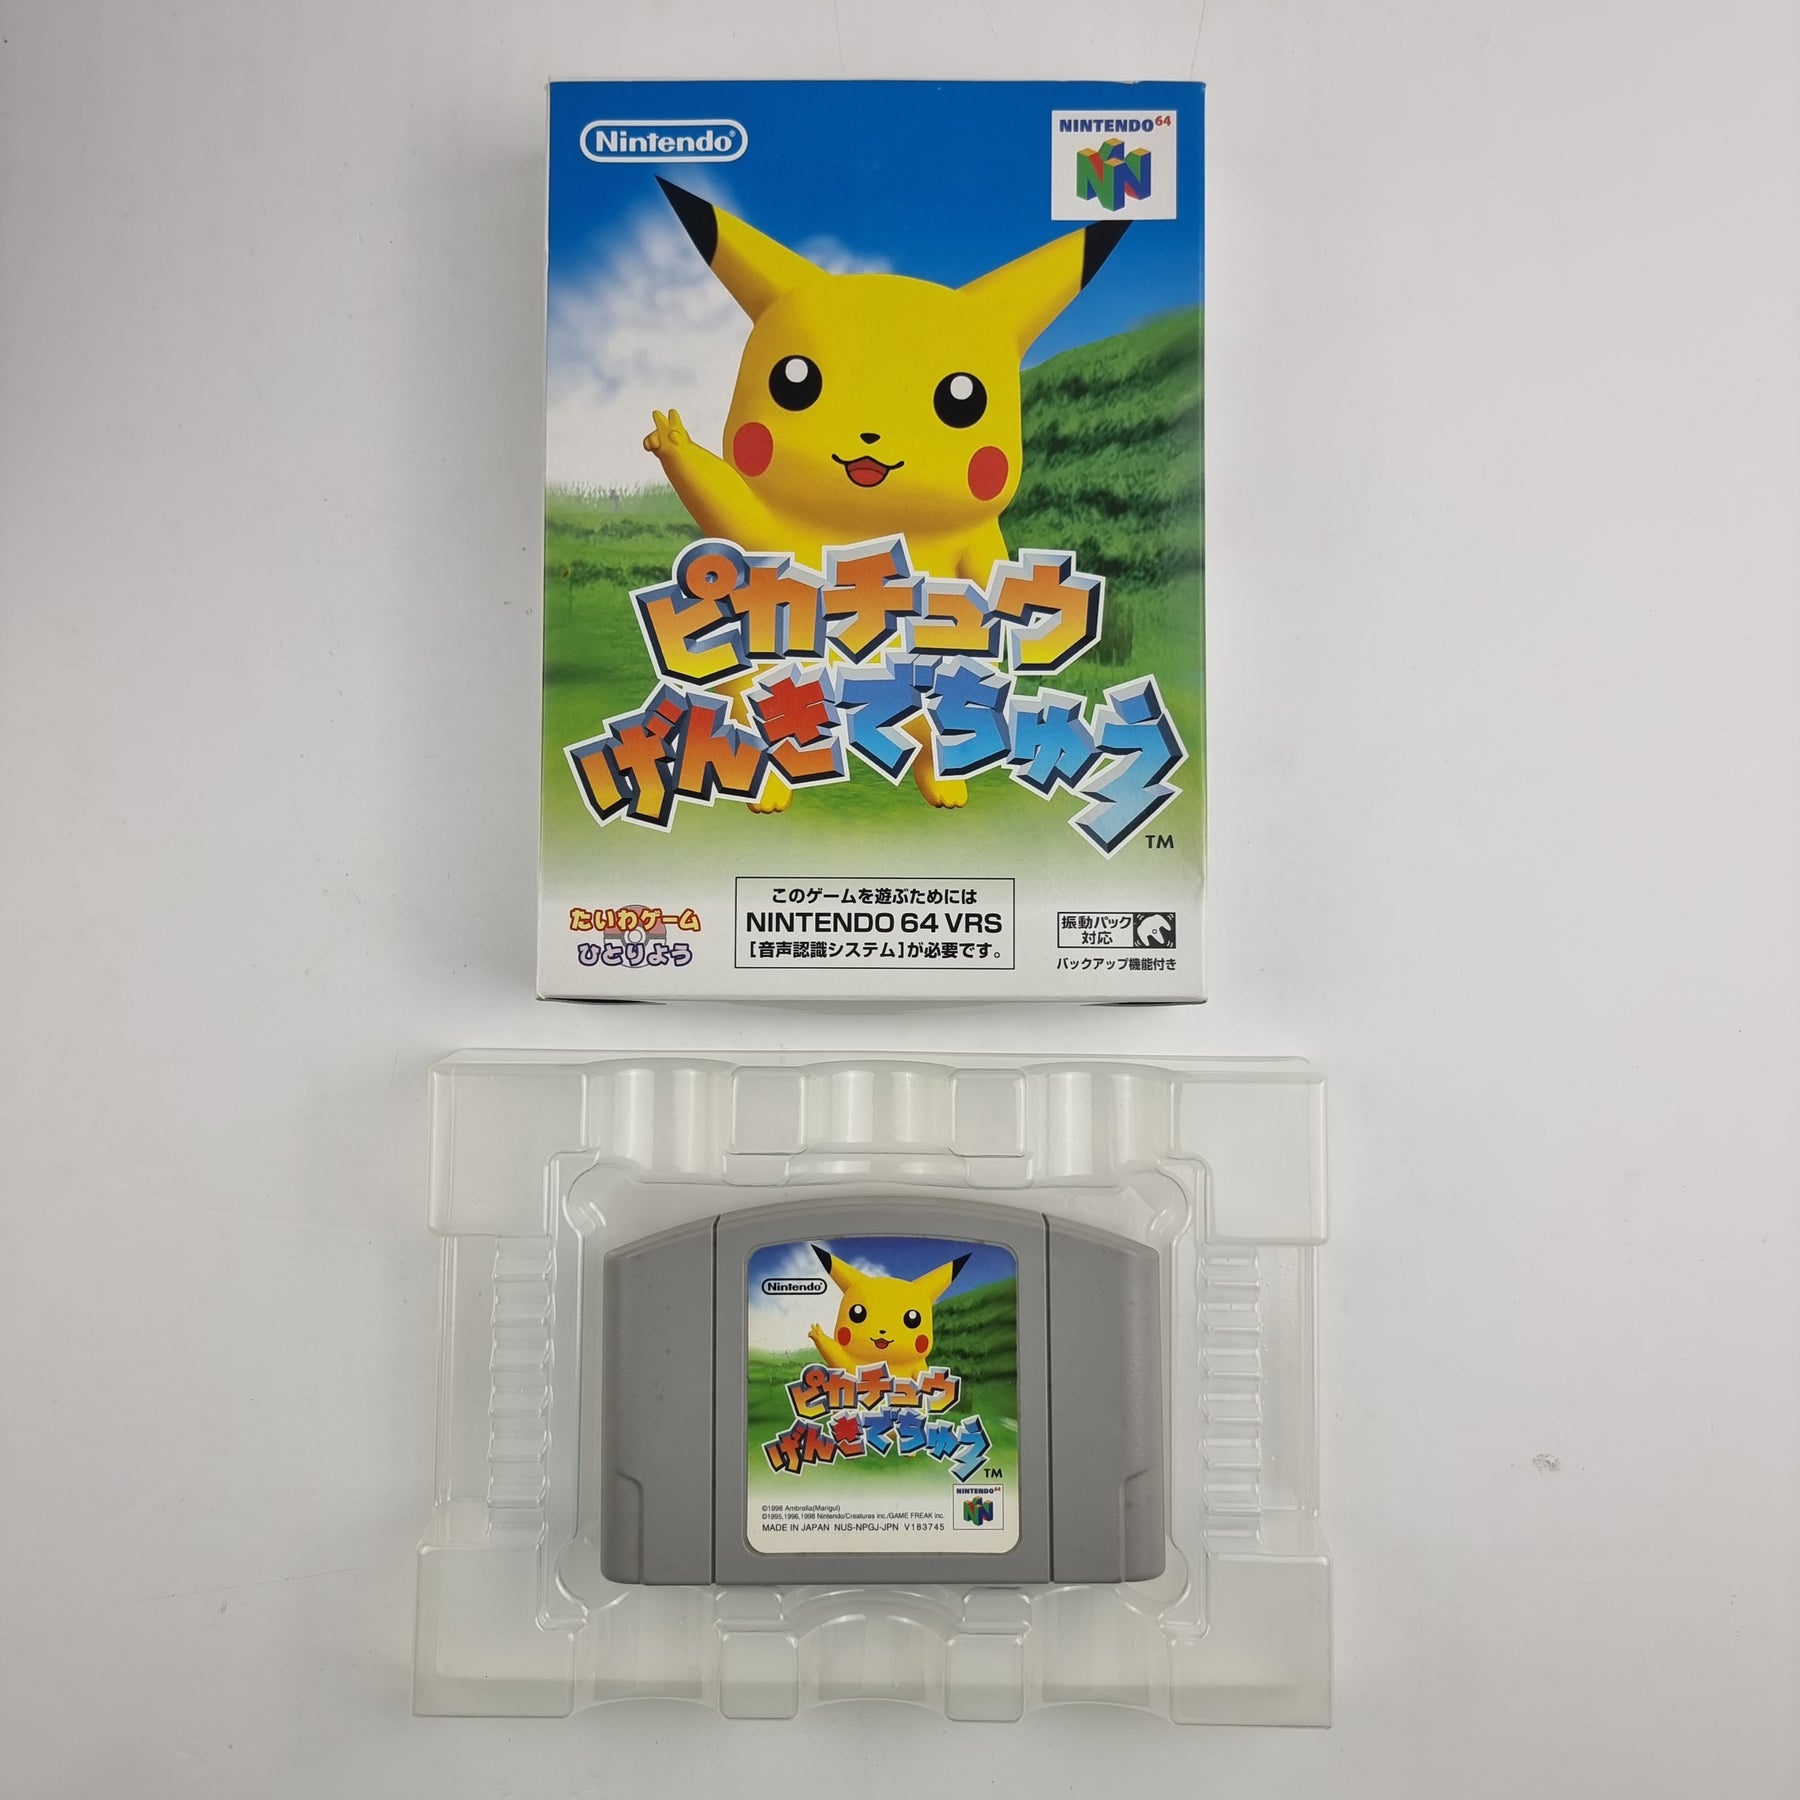 Nintendo®
NINTENDO 64
ピカチュウ
げんきでちゅう
TM
たいわゲーム
ひとりよう
このゲームを遊ぶためには
NINTENDO 64 VRS
[音声認識システム]が必要です。
振動パック
対応
バックアップ機能付き
Nintendo
ピカチュウ
げんきでちゅう
TM
NINTENDO 64
©1998 Ambrella(Marigul)
©1995,1996,1998 Nintendo/Creatures inc./GAME FREAK inc.
MADE IN JAPAN NUS-NPGJ-JPN V183745